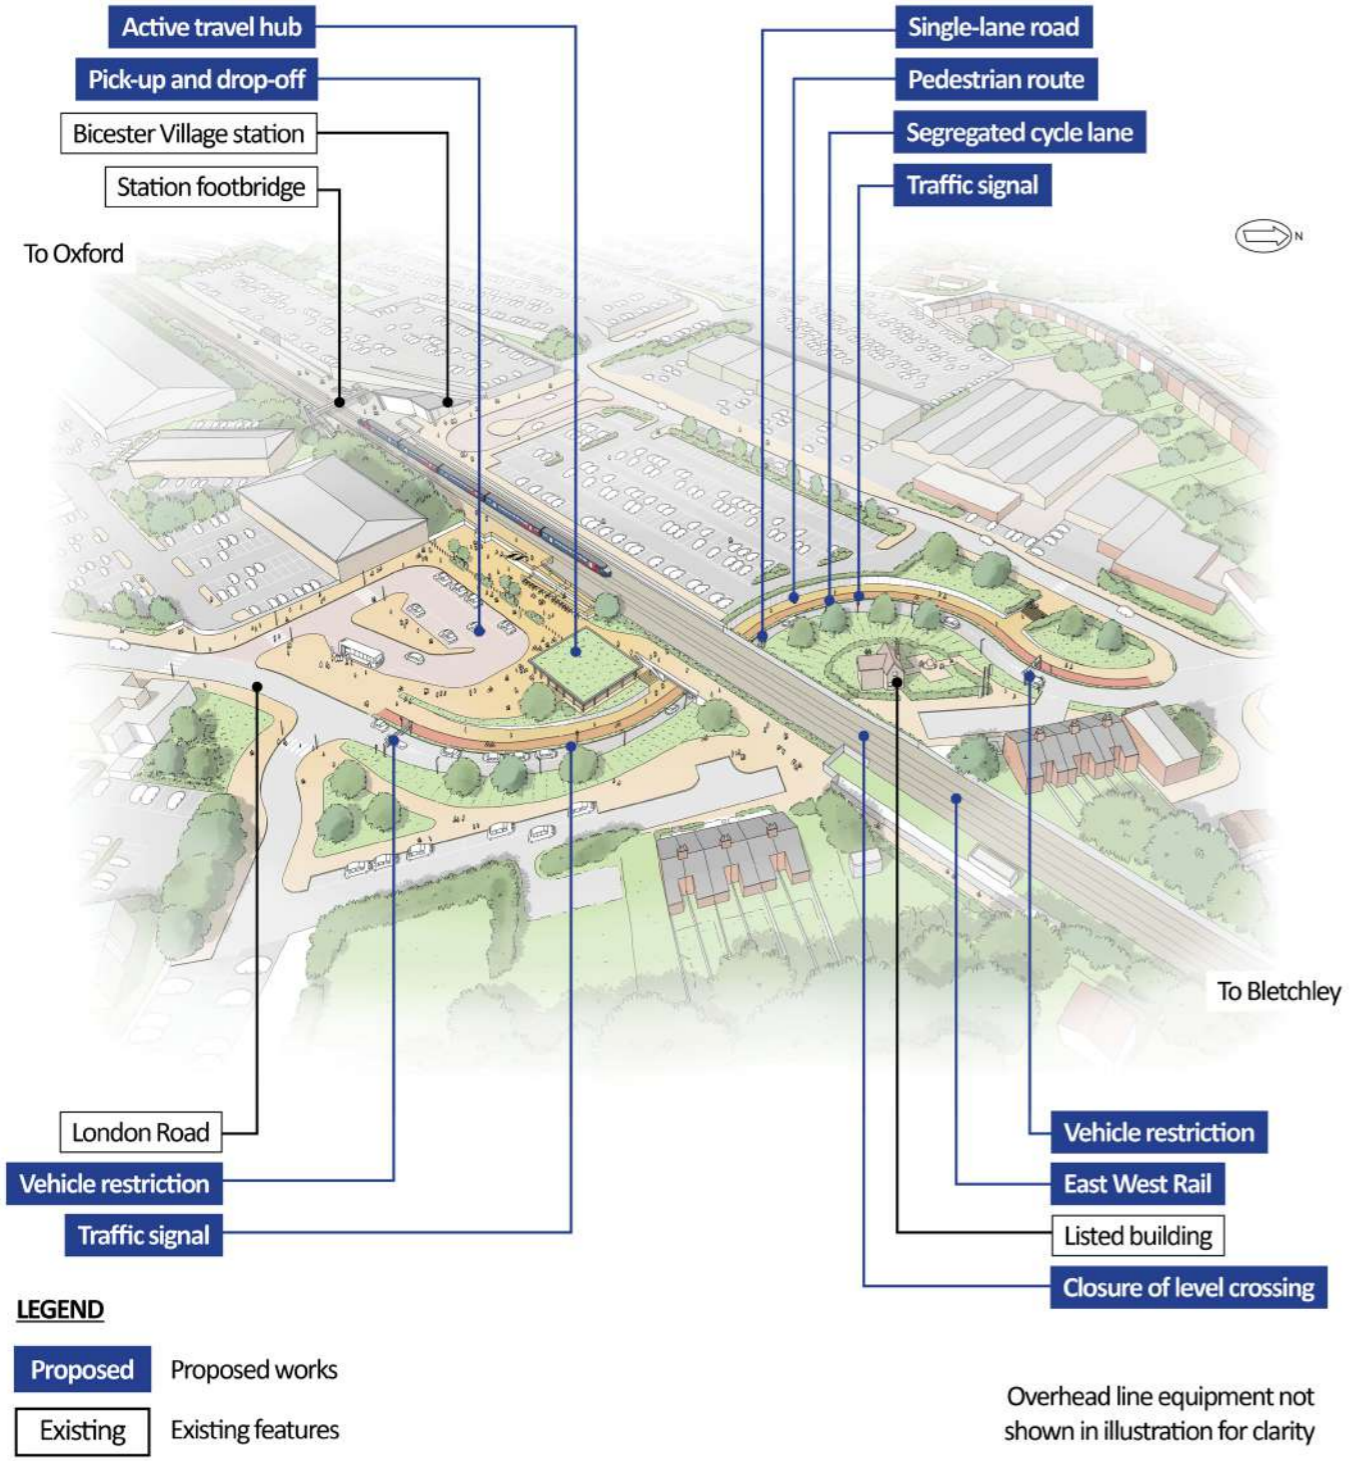 Active travel hub
Pick-up and drop-off
Bicester Village station
Station footbridge
Single-lane road
Pedestrian route
Segregated cycle lane
Traffic signal
To Oxford
N
To Bletchley
London Road
Vehicle restriction
Traffic signal
Vehicle restriction
East West Rail
Listed building
Closure of level crossing
LEGEND
Proposed Proposed works
Existing Existing features
Overhead line equipment not
shown in illustration for clarity